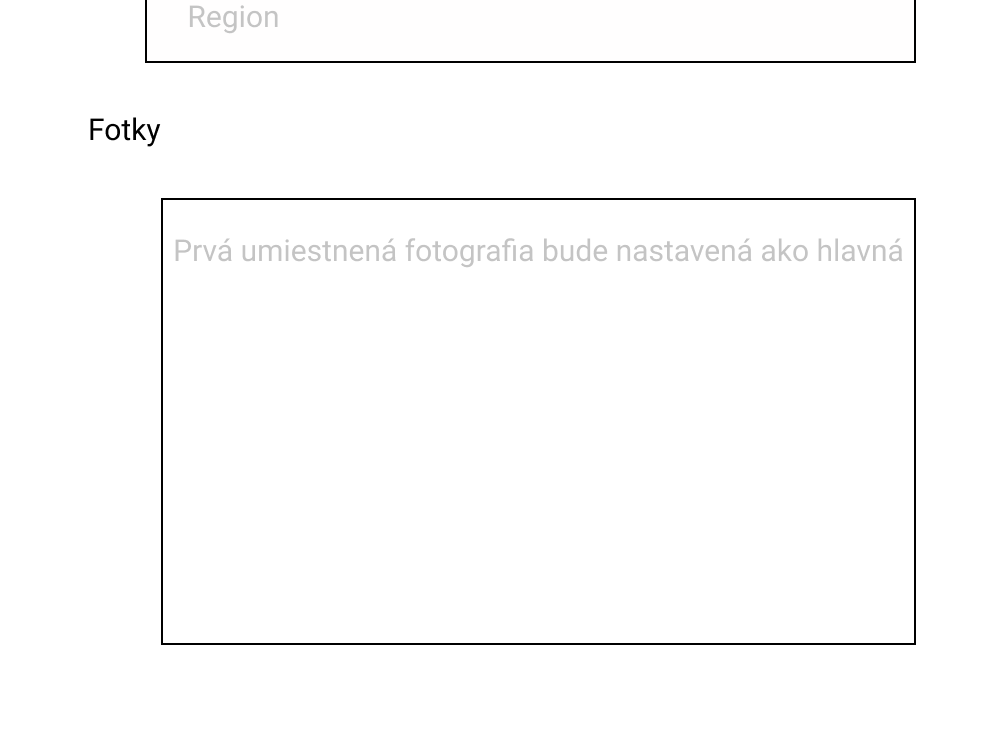 Region
Fotky
Prvá umiestnená fotografia bude nastavená ako hlavná